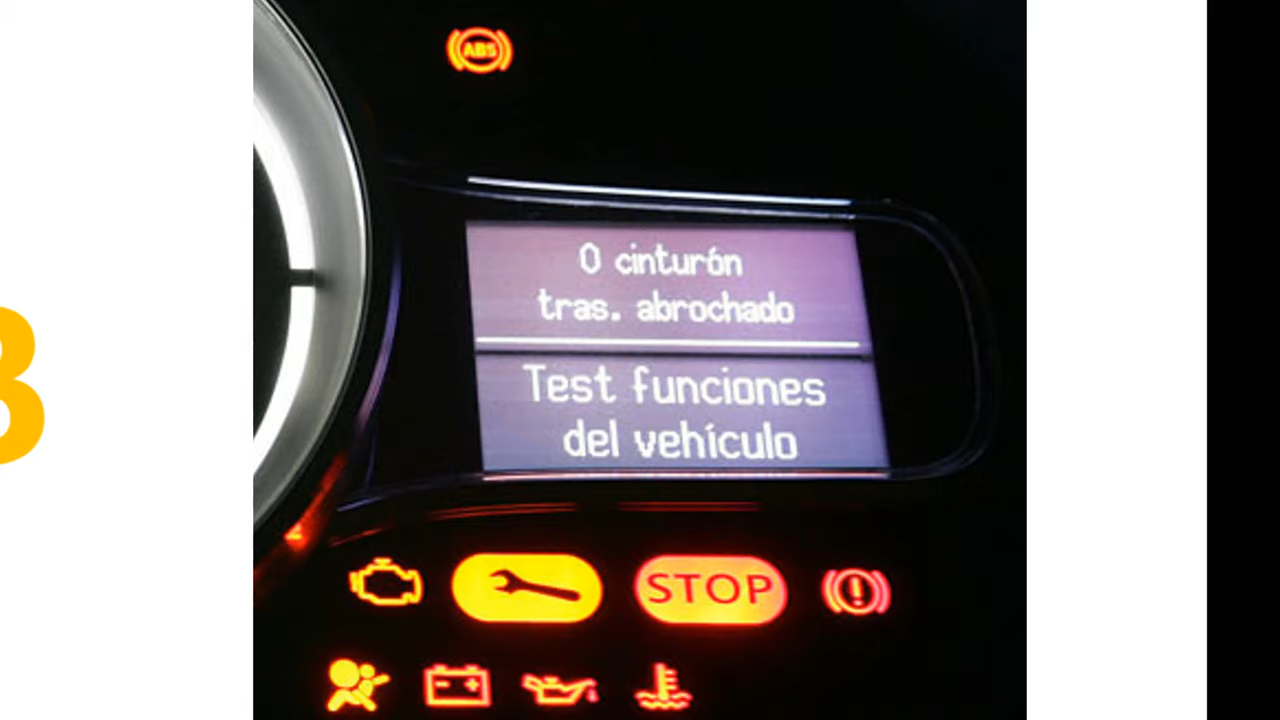 ABS
0 cinturón
tras. abrochado
Test funciones
del vehículo
STOP